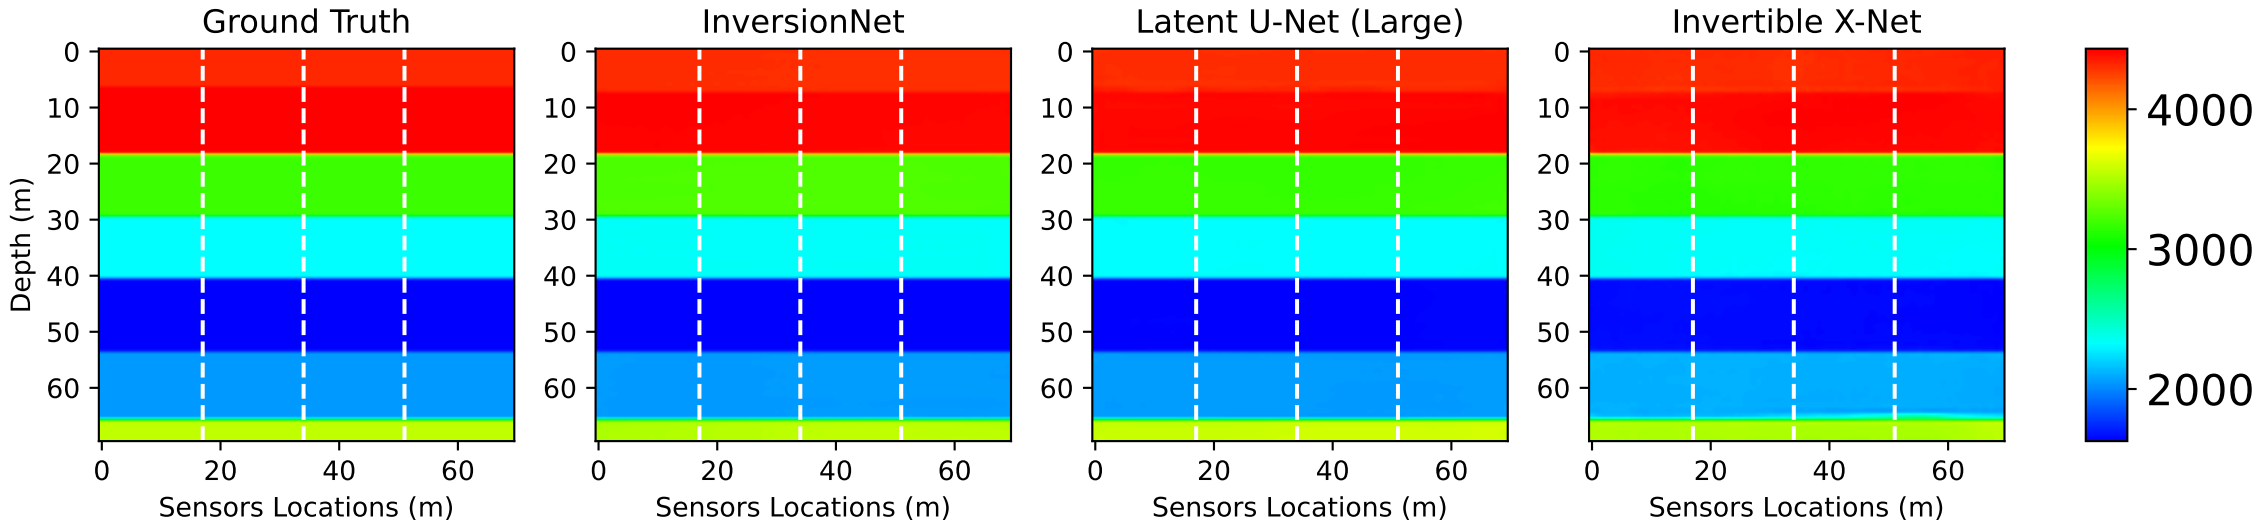 Ground Truth
InversionNet
Latent U-Net (Large)
Invertible X-Net
Depth (m)
0
10
20
30
40
50
60
0
10
20
30
40
50
60
0
10
20
30
40
50
60
0
10
20
30
40
50
60
4000
3000
2000
0 20 40 60
0 20 40 60
0 20 40 60
0 20 40 60
Sensors Locations (m)
Sensors Locations (m)
Sensors Locations (m)
Sensors Locations (m)